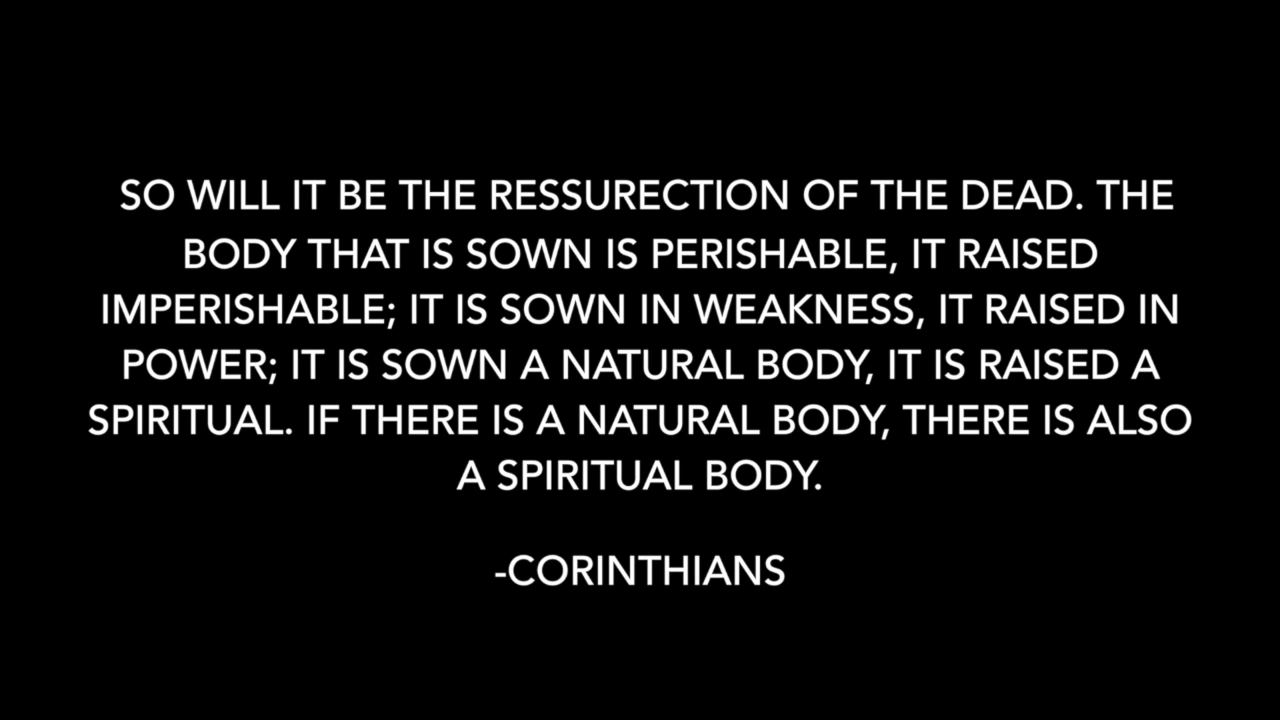 SO WILL IT BE THE RESSURECTION OF THE DEAD. THE
BODY THAT IS SOWN IS PERISHABLE, IT RAISED
IMPERISHABLE; IT IS SOWN IN WEAKNESS, IT RAISED IN
POWER; IT IS SOWN A NATURAL BODY, IT IS RAISED A
SPIRITUAL. IF THERE IS A NATURAL BODY, THERE IS ALSO
A SPIRITUAL BODY.
-CORINTHIANS